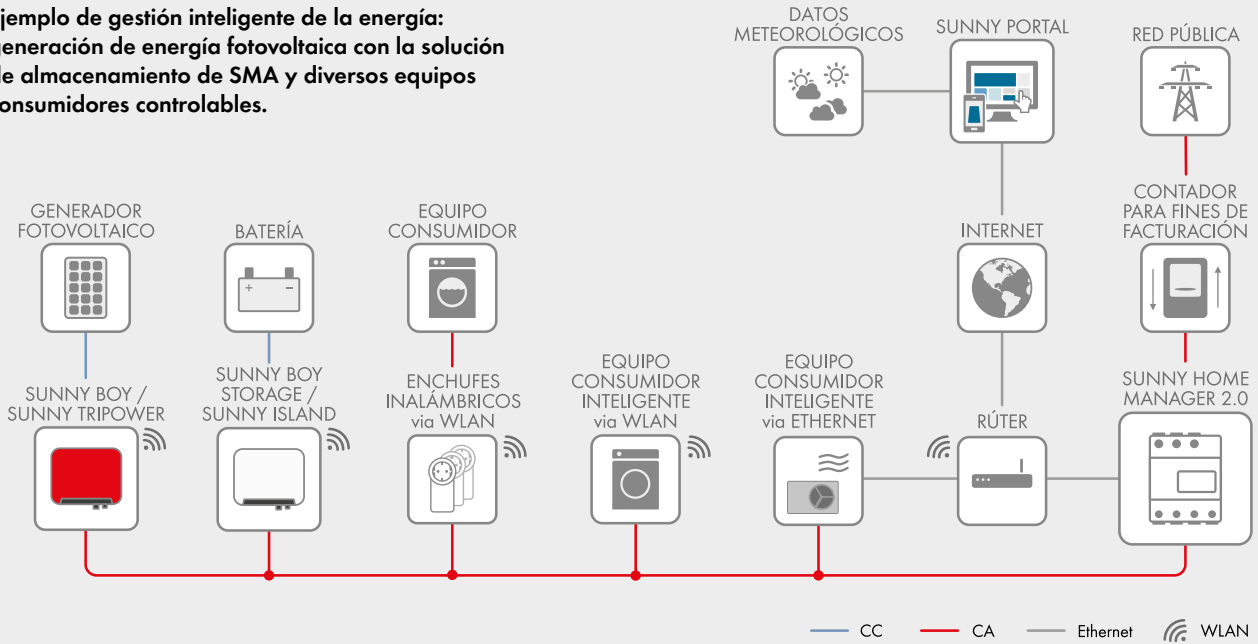 jemplo de gestión inteligente de la energía:
generación de energía fotovoltaica con la solución
de almacenamiento de SMA y diversos equipos
consumidores controlables.
DATOS
METEOROLÓGICOS
SUNNY PORTAL
RED PÚBLICA
GENERADOR
FOTOVOLTAICO
BATERÍA
EQUIPO
CONSUMIDOR
INTERNET
CONTADOR
PARA FINES DE
FACTURACIÓN
SUNNY BOY /
SUNNY TRIPOWER
SUNNY BOY
STORAGE /
SUNNY ISLAND
ENCHUFES
INALÁMBRICOS
via WLAN
EQUIPO
CONSUMIDOR
INTELIGENTE
via WLAN
EQUIPO
CONSUMIDOR
INTELIGENTE
via ETHERNET
RÚTER
SUNNY HOME
MANAGER 2.0
CC
CA
Ethernet
WLAN